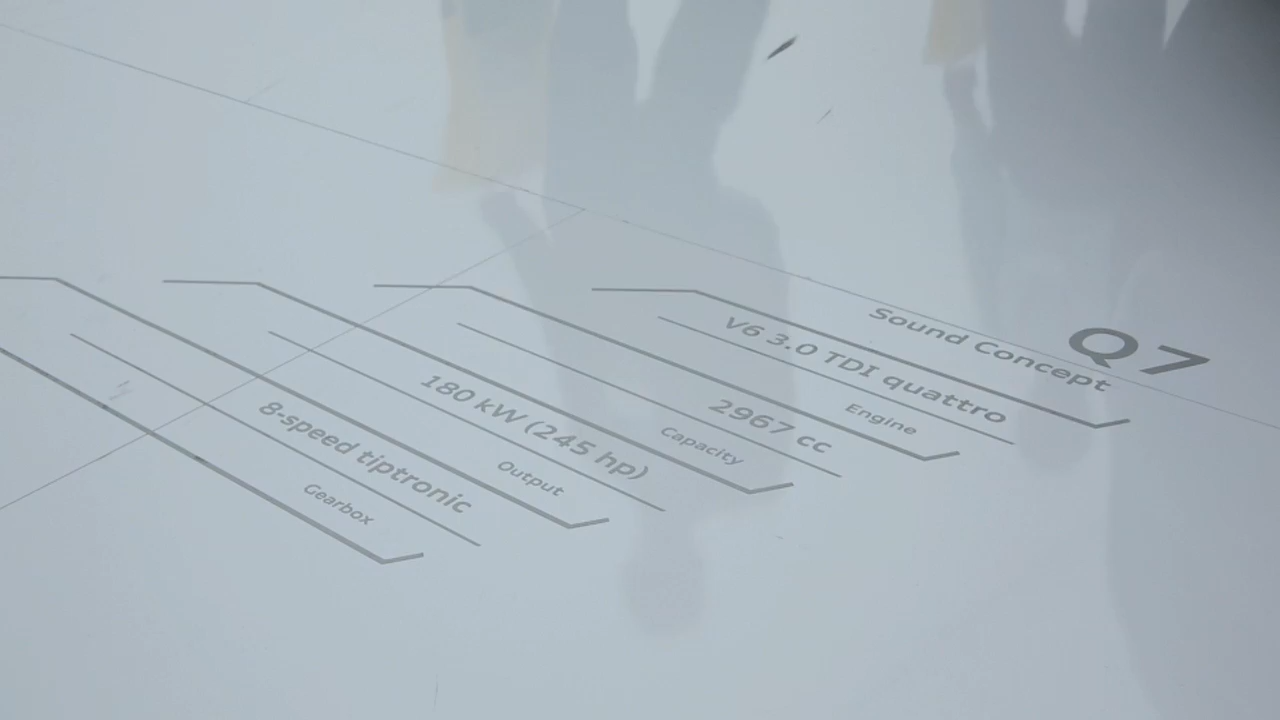 Q7
Sound Concept
V6 3.0 TDI quattro
Engine
2967 cc
Capacity
180 kW (245 hp)
Output
8-speed tiptronic
Gearbox